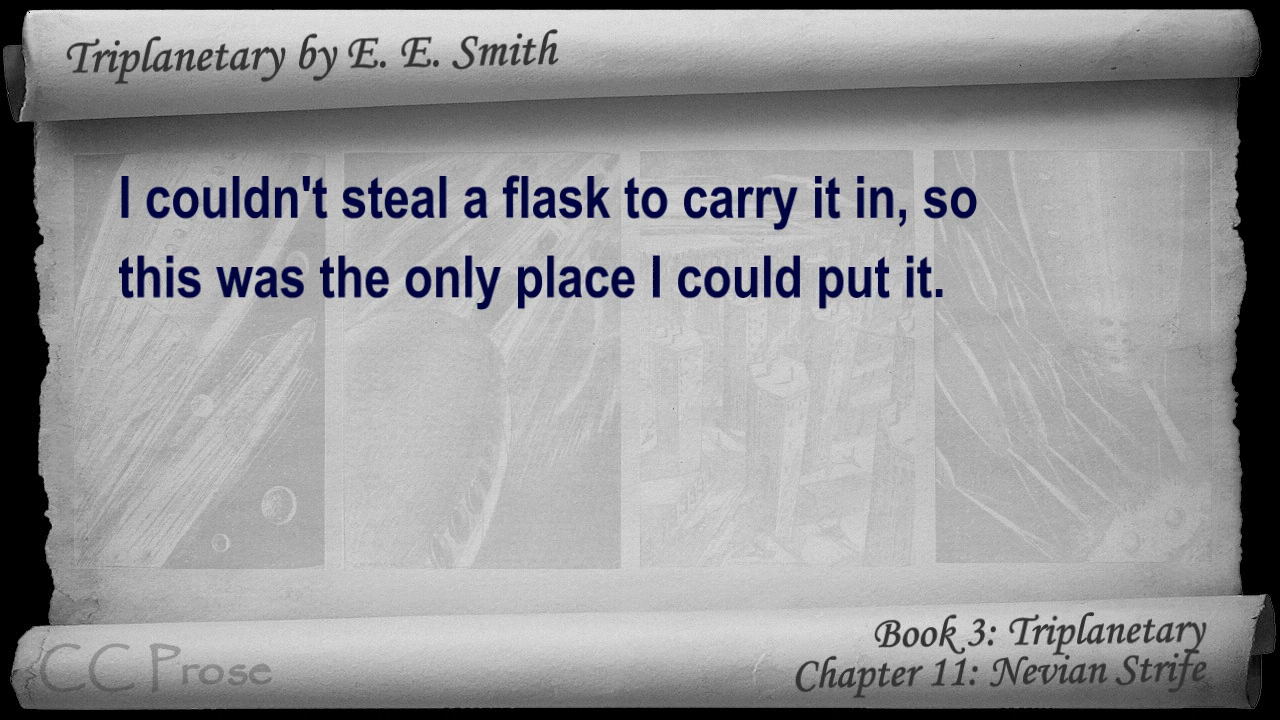 Triplanetary by E. E. Smith
I couldn't steal a flask to carry it in, so
this was the only place I could put it.
Book 3: Triplanetary
Chapter 11: Nevian Strife
CC Prose